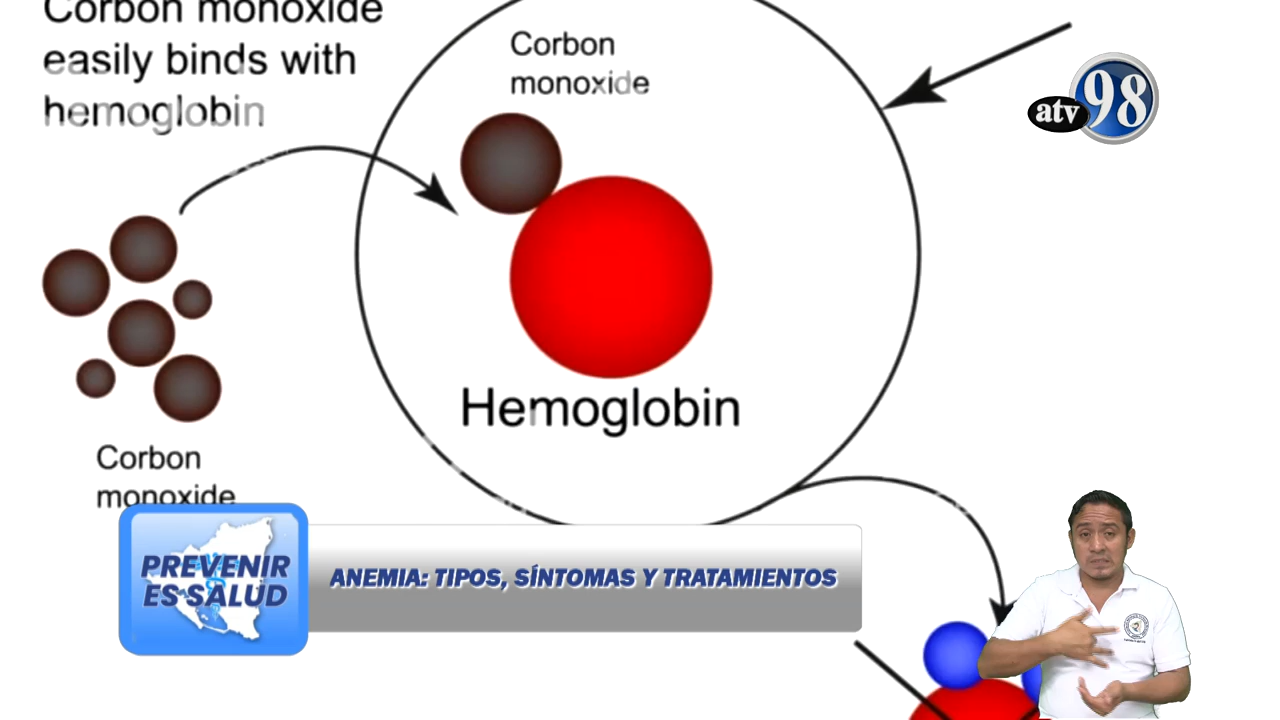 Corbon monoxide
easily binds with
hemoglobin
Corbon
monoxide
atv 98
Hemoglobin
Corbon
monoxide
PREVENIR
ES SALUD
ANEMIA: TIPOS, SÍNTOMAS Y TRATAMIENTOS